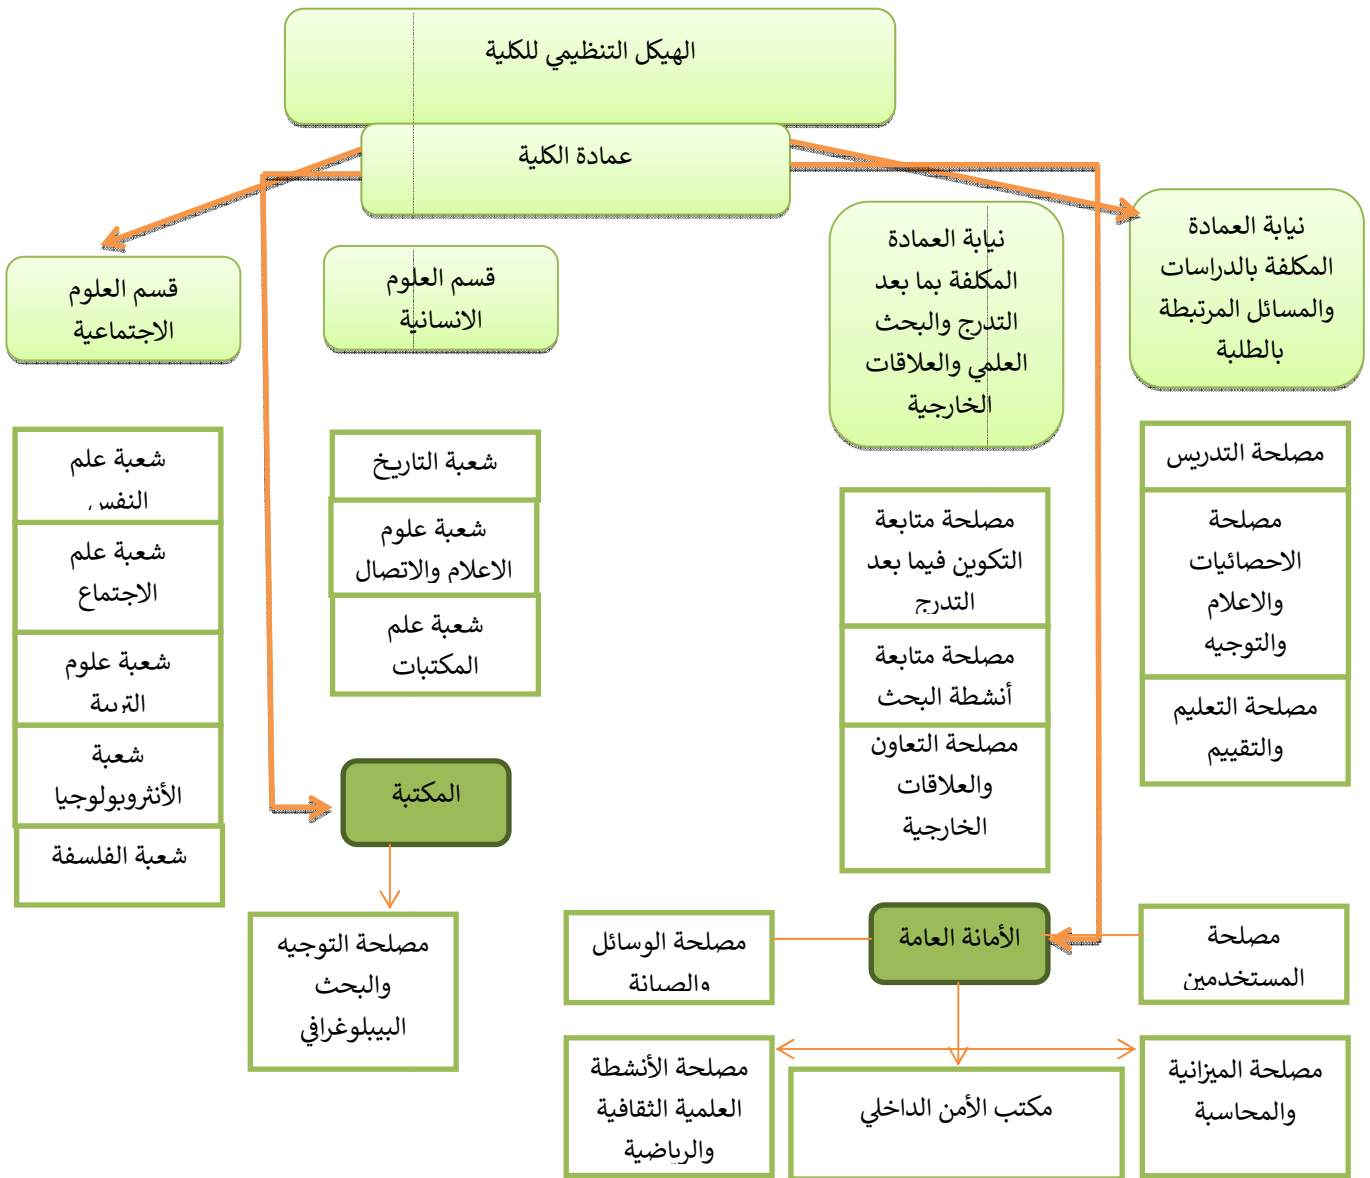 الهيكل التنظيمي للكلية
عمادة الكلية
نيابة العمادة
المكلفة بالدراسات
والمسائل المرتبطة
بالطلبة
نيابة العمادة
المكلفة بما بعد
التدرج والبحث
العلمي والعلاقات
الخارجية
قسم العلوم
الانسانية
قسم العلوم
الاجتماعية
مصلحة التدريس
مصلحة
الاحصائيات
والاعلام
والتوجيه
مصلحة التعليم
والتقييم
مصلحة متابعة
التكوين فيما بعد
التدرج
مصلحة متابعة
أنشطة البحث
مصلحة التعاون
والعلاقات
الخارجية
شعبة التاريخ
شعبة علوم
الاعلام والاتصال
شعبة علم
المكتبات
شعبة علم
النفس
شعبة علم
الاجتماع
شعبة علوم
التربية
شعبة
الأنثروبولوجيا
شعبة الفلسفة
المكتبة
مصلحة التوجيه
والبحث
البيبلوغرافي
الأمانة العامة
مصلحة
المستخدمين
مصلحة الوسائل
والصيانة
مصلحة الميزانية
والمحاسبة
مكتب الأمن الداخلي
مصلحة الأنشطة
العلمية الثقافية
والرياضية